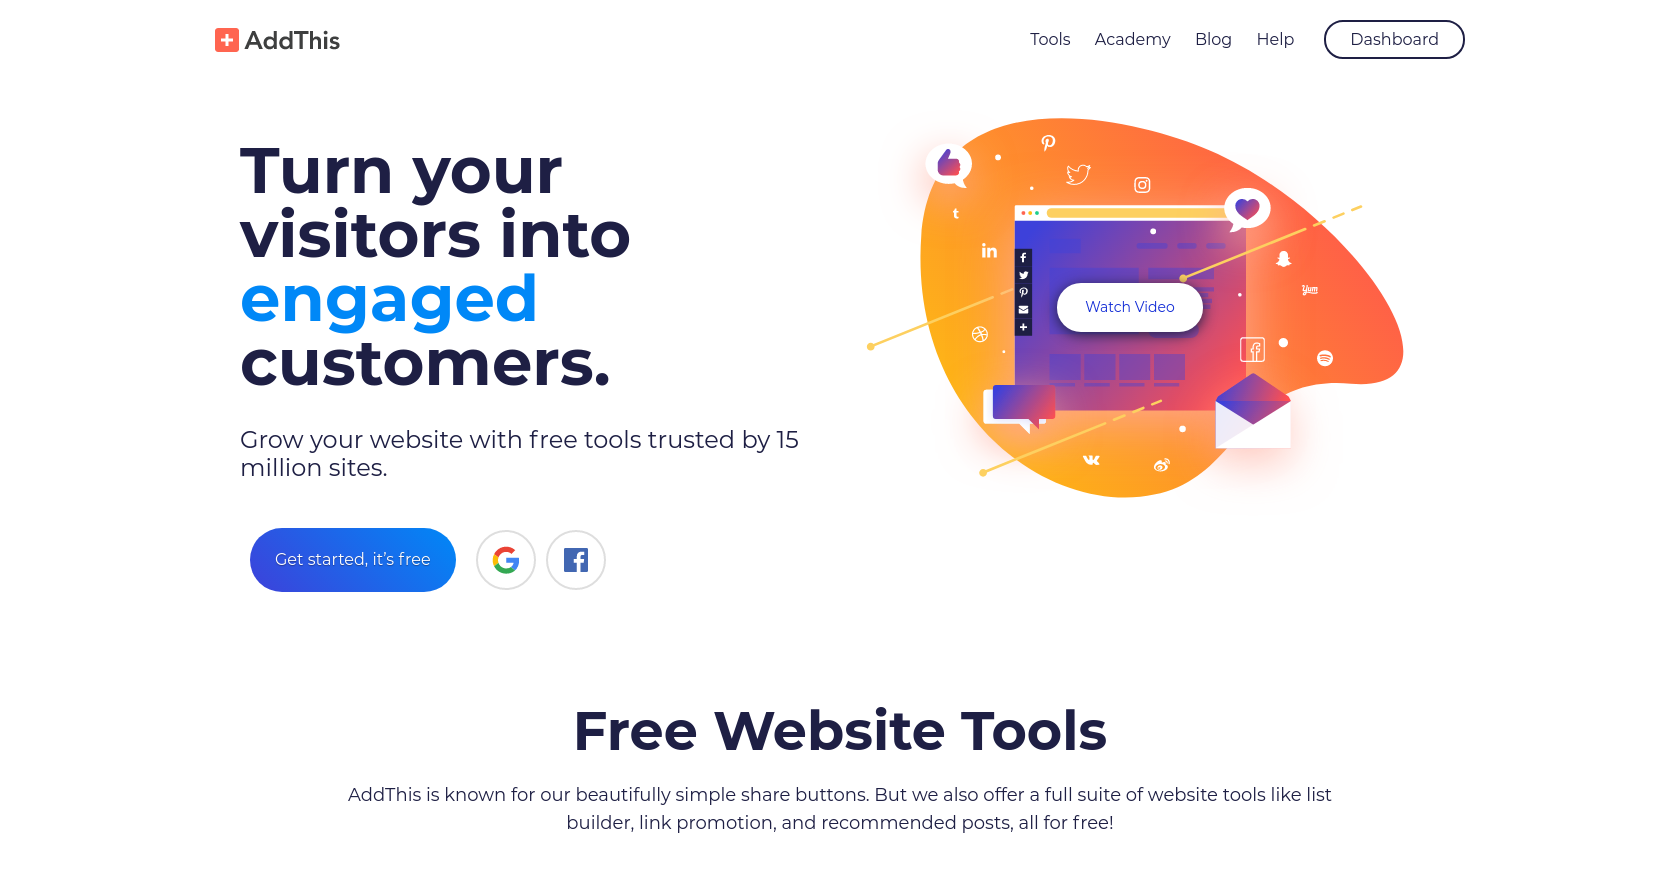 AddThis
Tools Academy Blog Help Dashboard
Turn your
visitors into
engaged
customers.
Grow your website with free tools trusted by 15
million sites.
Watch Video
Yum
Get started, it’s free
Free Website Tools
AddThis is known for our beautifully simple share buttons. But we also offer a full suite of website tools like list
builder, link promotion, and recommended posts, all for free!